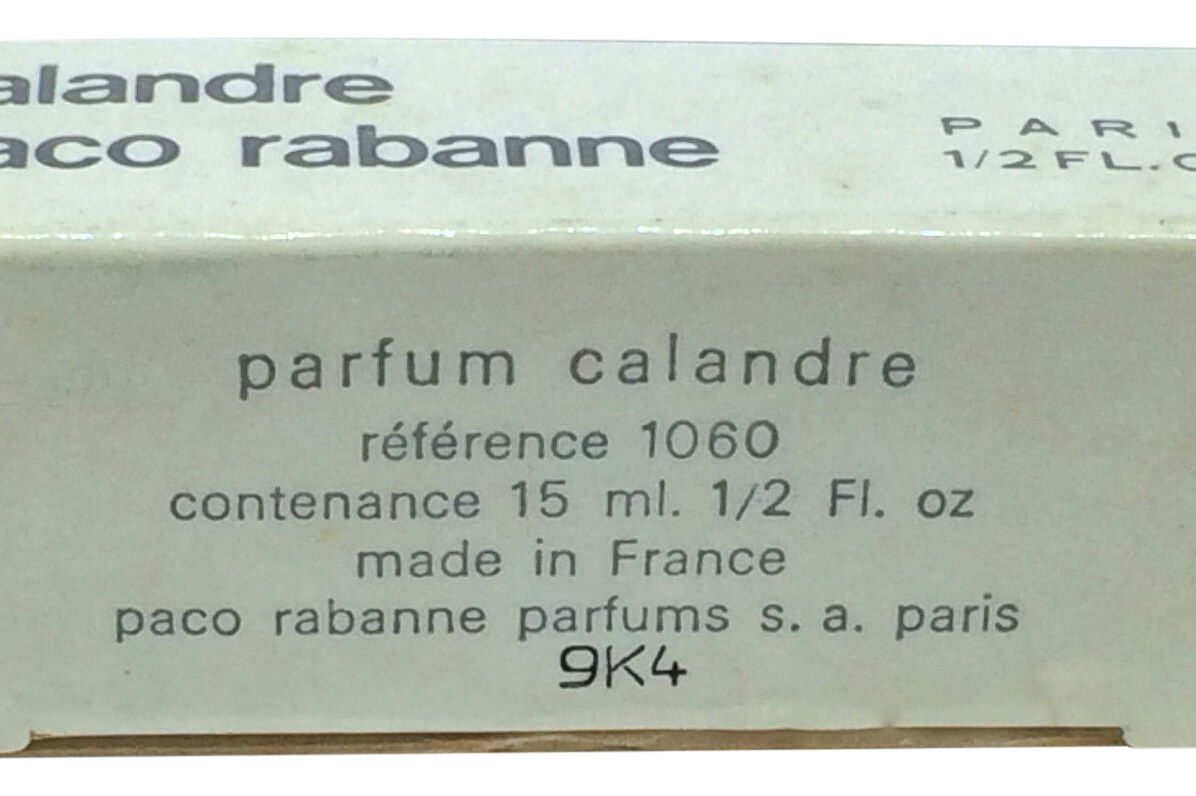 alandre
aco rabanne
PARI
1/2 FL.O
parfum calandre
référence 1060
contenance 15 ml. 1/2 Fl. oz
made in France
paco rabanne parfums s. a. paris
9K4